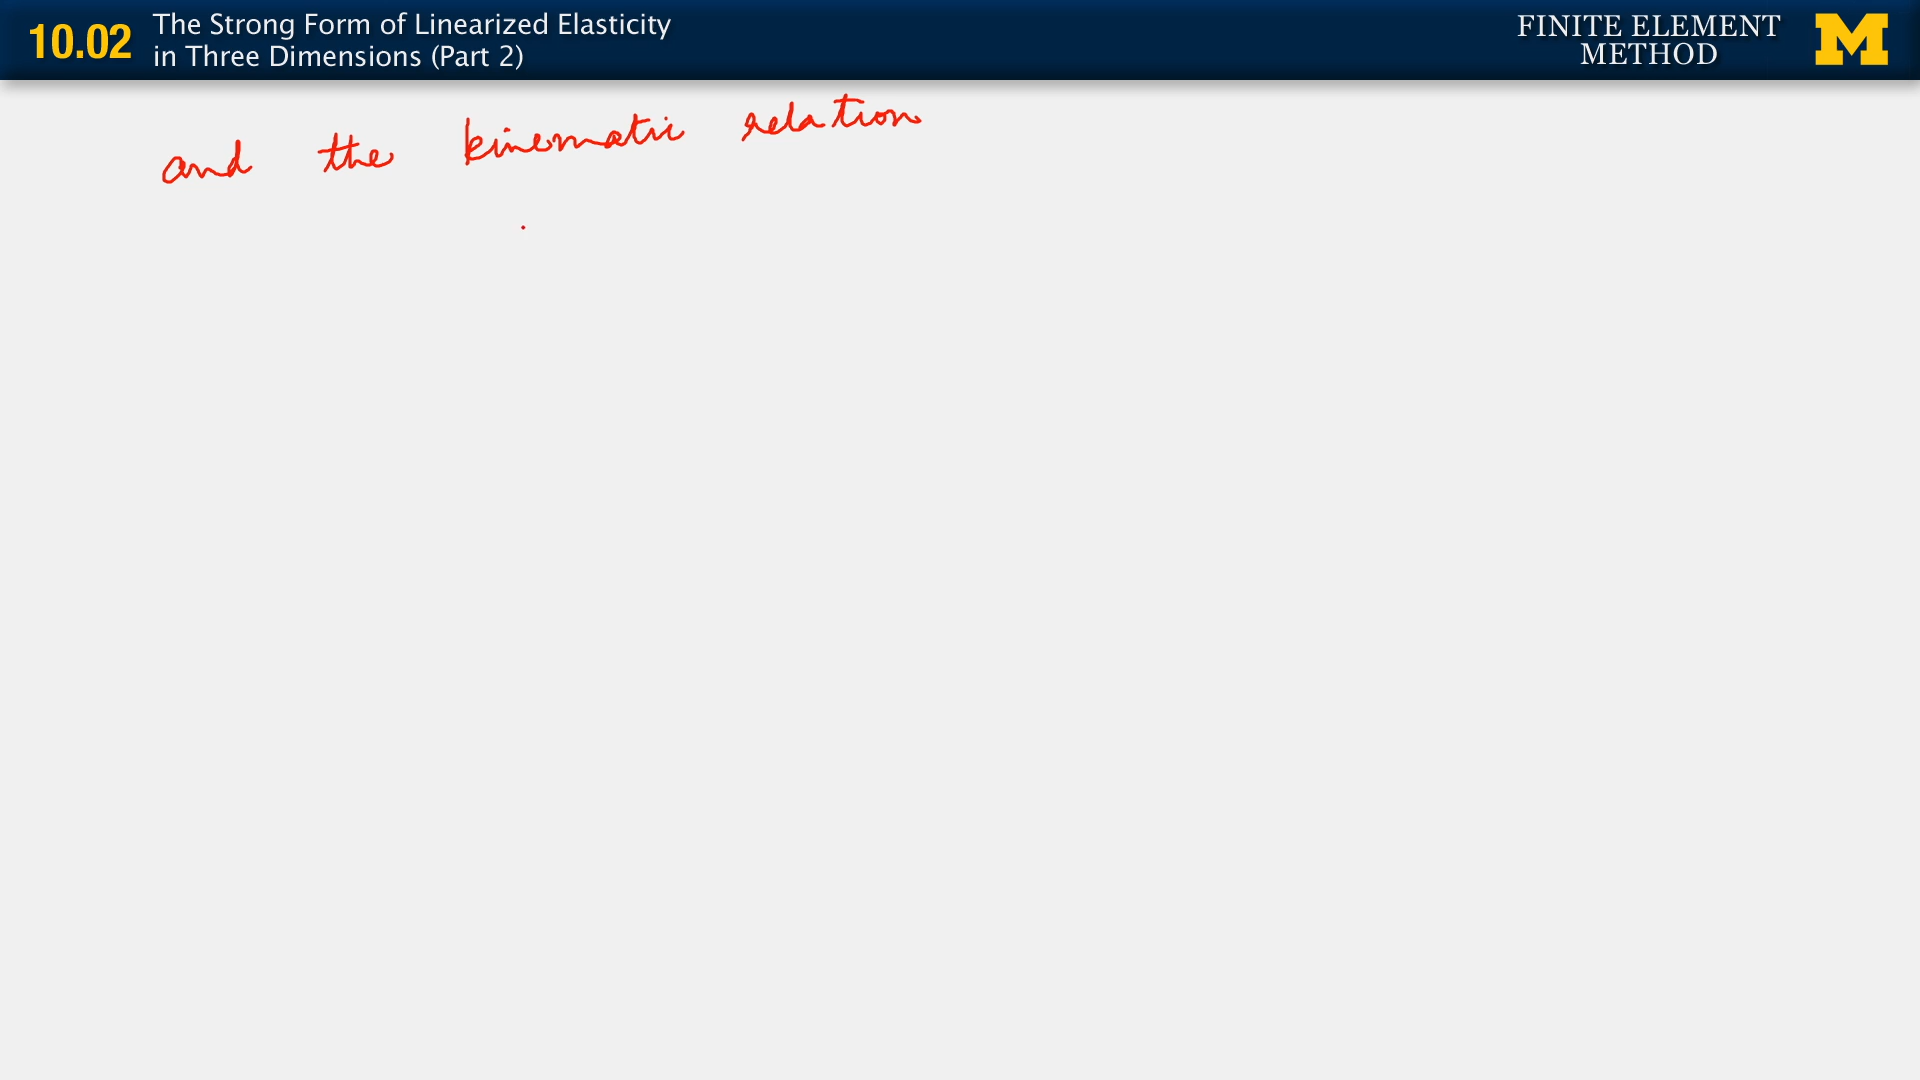 10.02
The Strong Form of Linearized Elasticity
in Three Dimensions (Part 2)
FINITE ELEMENT
METHOD
M
and the kinematic relation